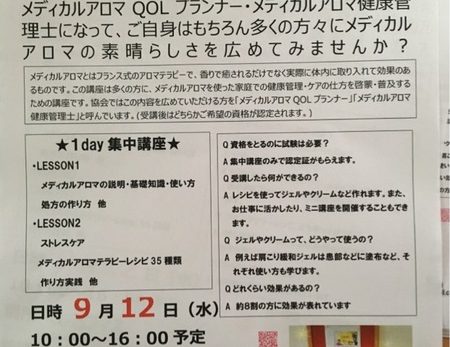 メディカルアロマ QOL プランナー・メディカルアロマ健康管
理士になって、ご自身はもちろん多くの方々にメディカル
アロマの素晴らしさを広めてみませんか？
メディカルアロマとはフランス式のアロマテラピーで、香りで癒されるだけでなく実際に体内に取り入れて効果のあ
るものです。この講座は多くの方に、メディカルアロマを使った家庭での健康管理・ケアの仕方を啓蒙・普及する
ための講座です。協会ではこの内容を広めていただける方を「メディカルアロマ QOL プランナー」「メディカルアロマ
健康管理士」と呼んでいます。（受講後はどちらかご希望の資格が認定されます。）
★1day 集中講座★
・LESSON1
メディカルアロマの説明・基礎知識・使い方
処方の作り方 他
・LESSON2
ストレスケア
メディカルアロマテラピーレシピ 35 種類
作り方実践 他
Q 資格をとるのに試験は必要？
A 集中講座のみで認定証がもらえます。
Q 受講したら何ができるの？
A レシピを使ってジェルやクリームなど作れます。また、
お仕事に活かしたり、ミニ講座を開催することもでき
ます。
Q ジェルやクリームって、どうやって使うの？
A 例えば肩こり緩和ジェルは患部などに塗布など、そ
れぞれ使い方も学びます。
Q どれくらい効果があるの？
A 約8割の方に効果が表れています
日時 9 月 12 日（水）
10：00～16：00 予定